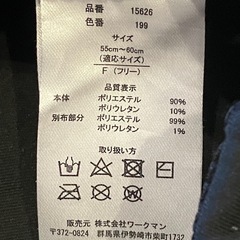 品番 15626
色番 199
サイズ
55cm～60cm
(適応サイズ)
F (フリー)
品質表示
本体 ポリエステル 90%
ポリウレタン 10%
別布部分 ポリエステル 99%
ポリウレタン 1%
取り扱い方
販売元 株式会社ワークマン
〒372-0824 群馬県伊勢崎市柴町1732